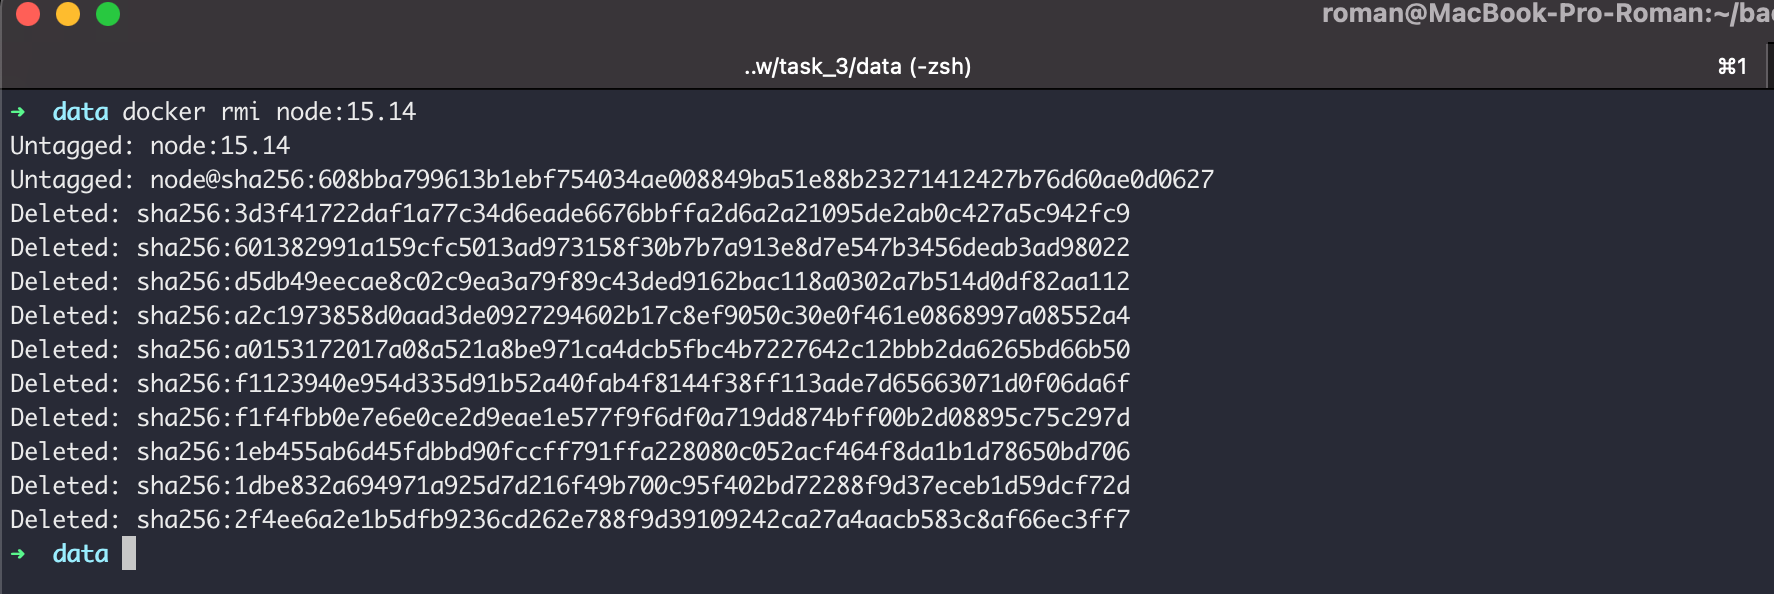 roman@MacBook-Pro-Roman:~/bac
..w/task_3/data (-zsh) ⌘1
➜ data docker rmi node:15.14
Untagged: node:15.14
Untagged: node@sha256:608bba799613b1ebf754034ae008849ba51e88b23271412427b76d60ae0d0627
Deleted: sha256:3d3f41722daf1a77c34d6eade6676bbffa2d6a2a21095de2ab0c427a5c942fc9
Deleted: sha256:601382991a159cfc5013ad973158f30b7b7a913e8d7e547b3456deab3ad98022
Deleted: sha256:d5db49eecae8c02c9ea3a79f89c43ded9162bac118a0302a7b514d0df82aa112
Deleted: sha256:a2c1973858d0aad3de0927294602b17c8ef9050c30e0f461e0868997a08552a4
Deleted: sha256:a0153172017a08a521a8be971ca4dcb5fbc4b7227642c12bbb2da6265bd66b50
Deleted: sha256:f1123940e954d335d91b52a40fab4f8144f38ff113ade7d65663071d0f06da6f
Deleted: sha256:f1f4fbb0e7e6e0ce2d9eae1e577f9f6df0a719dd874bff00b2d08895c75c297d
Deleted: sha256:1eb455ab6d45fdbbd90fccff791ffa228080c052acf464f8da1b1d78650bd706
Deleted: sha256:1dbe832a694971a925d7d216f49b700c95f402bd72288f9d37eceb1d59dcf72d
Deleted: sha256:2f4ee6a2e1b5dfb9236cd262e788f9d39109242ca27a4aacb583c8af66ec3ff7
➜ data